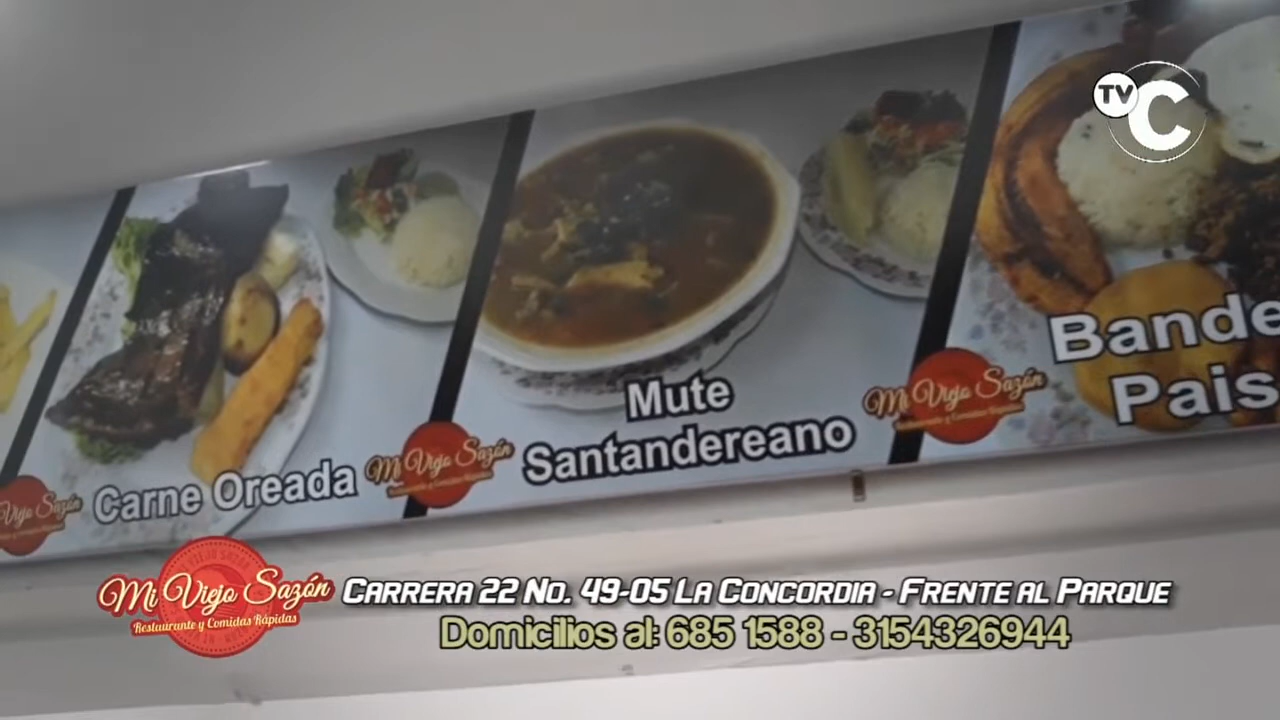 TV C
Bande
Pais
Mute
Santandereano
Mi Viejo Sazón
Carne Oreada
Mi Viejo Sazón
Viejo Sazón
Mi Viejo Sazón
Restaurante y Comidas Rápidas
Carrera 22 No. 49-05 La Concordia - Frente al Parque
Domicilios al: 685 1588 - 3154326944